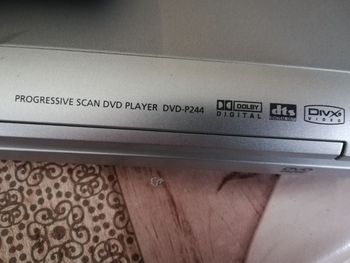 PROGRESSIVE SCAN DVD PLAYER DVD-P244
DOLBY
DIGITAL
dts
DIVX
VIDEO